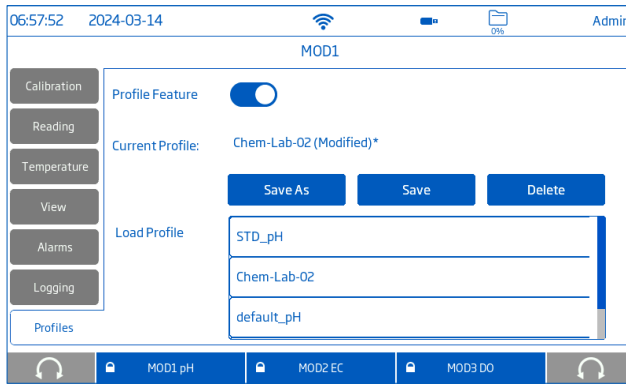 06:57:52 2024-03-14 0% Admin
MOD1
Calibration
Reading
Temperature
View
Alarms
Logging
Profiles
Profile Feature
Current Profile: Chem-Lab-02 (Modified)*
Save As Save Delete
Load Profile
STD_pH
Chem-Lab-02
default_pH
MOD1 pH MOD2 EC MOD3 DO